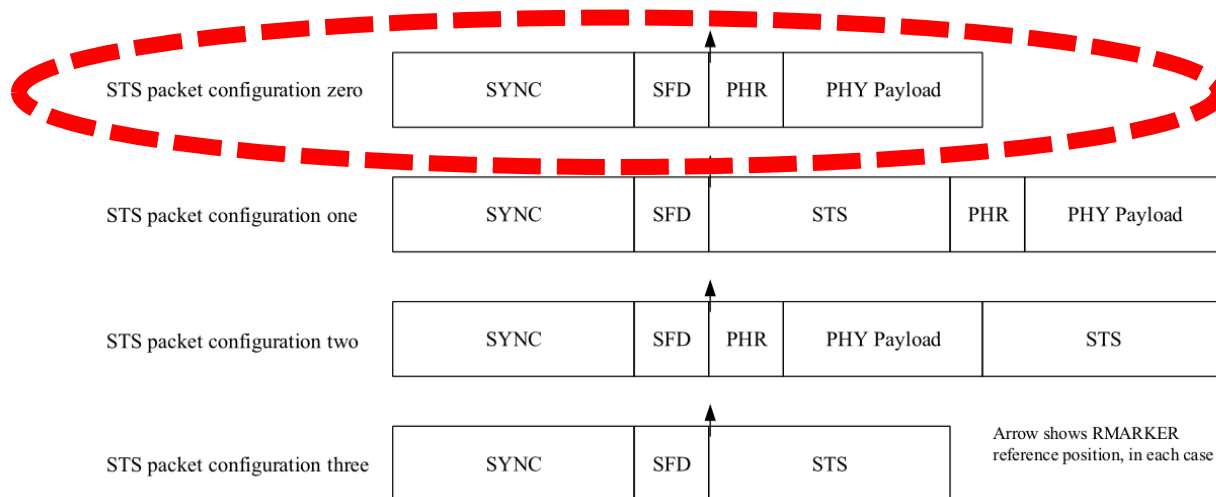 STS packet configuration zero SYNC SFD PHR PHY Payload
STS packet configuration one SYNC SFD STS PHR PHY Payload
STS packet configuration two SYNC SFD PHR PHY Payload STS
STS packet configuration three SYNC SFD STS
Arrow shows RMARKER
reference position, in each case